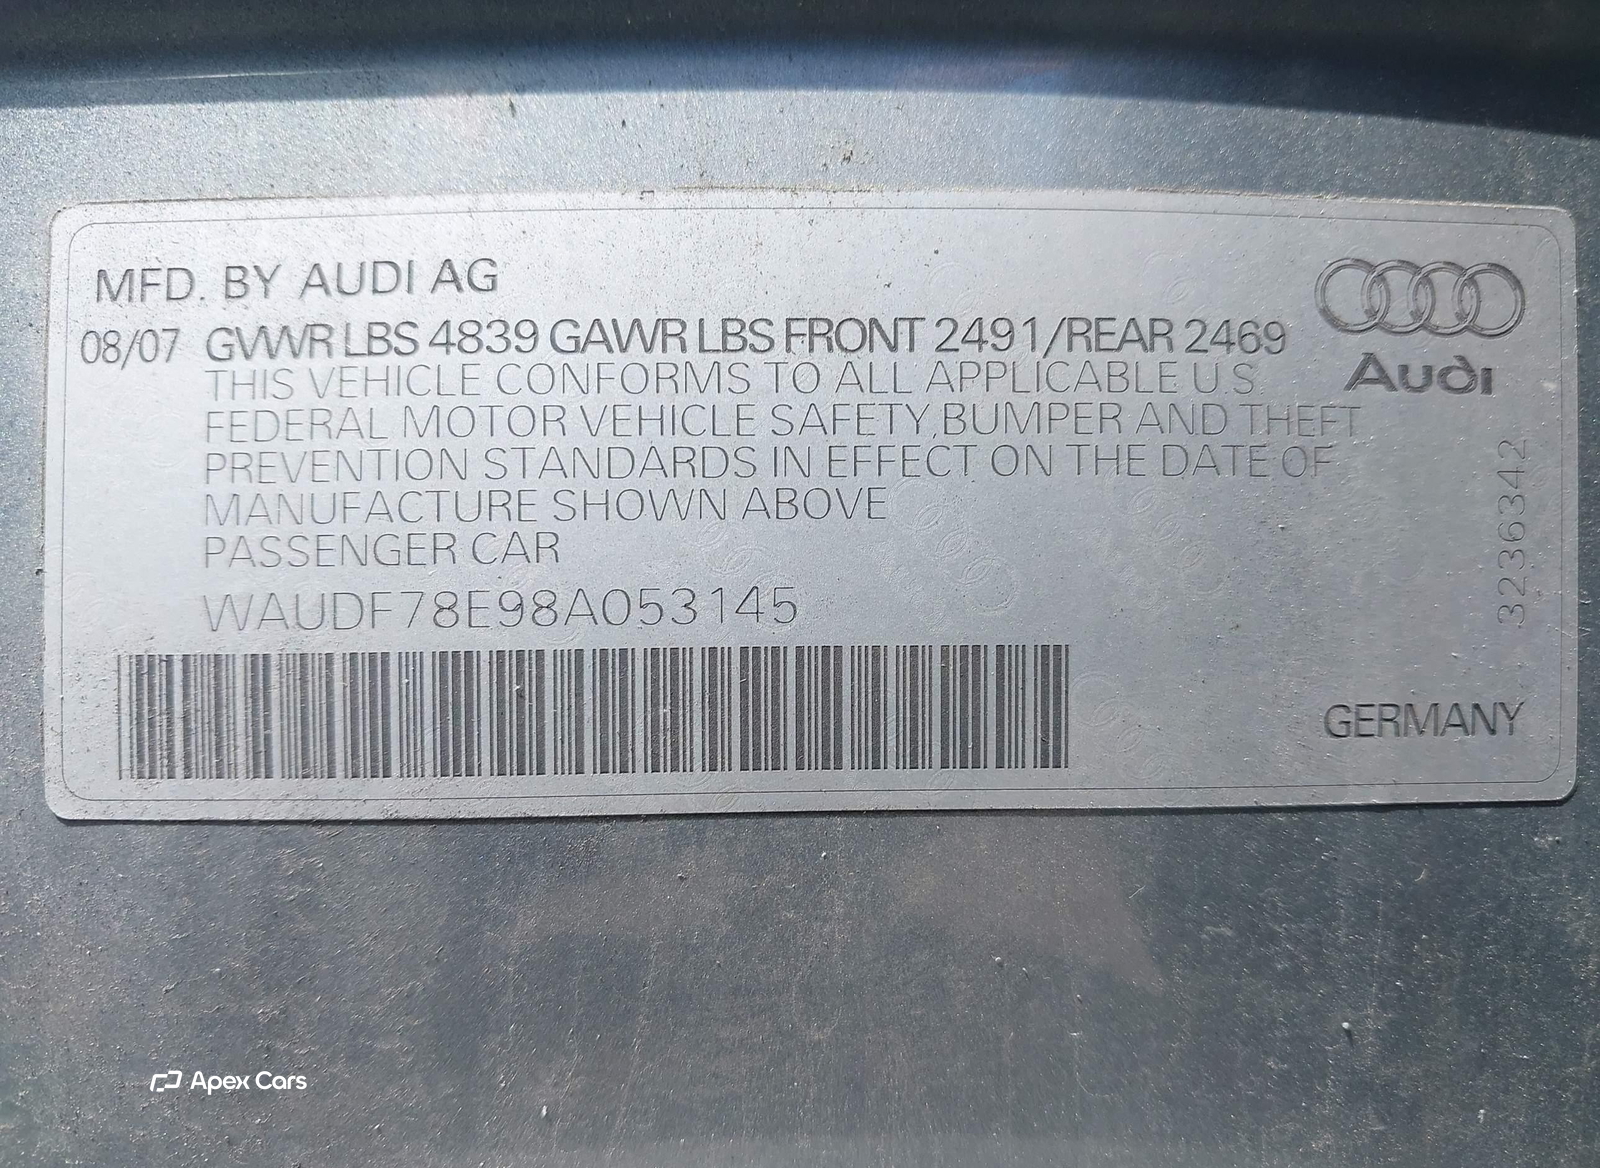 MFD. BY AUDI AG
08/07 GVWR LBS 4839 GAWR LBS FRONT 2491/REAR 2469
THIS VEHICLE CONFORMS TO ALL APPLICABLE U S
FEDERAL MOTOR VEHICLE SAFETY, BUMPER AND THEFT
PREVENTION STANDARDS IN EFFECT ON THE DATE OF
MANUFACTURE SHOWN ABOVE
PASSENGER CAR
WAUDF78E98A053145
Audi
3236342
GERMANY
Apex Cars